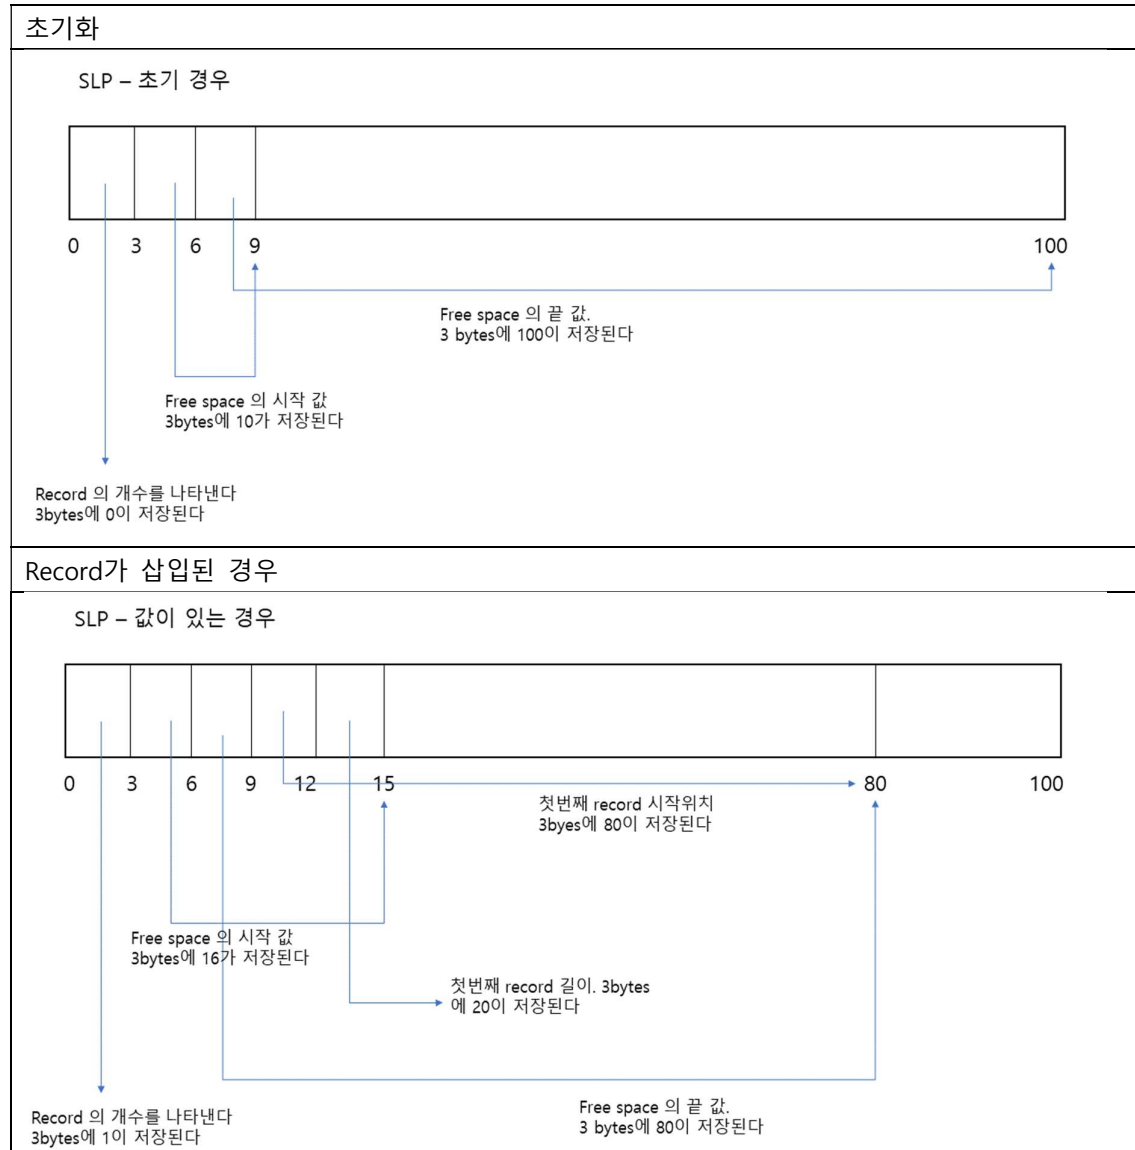 초기화
SLP – 초기 경우
0 3 6 9 100
Free space 의 끝 값.
3 bytes에 100이 저장된다
Free space 의 시작 값
3bytes에 10가 저장된다
Record 의 개수를 나타낸다
3bytes에 0이 저장된다
Record가 삽입된 경우
SLP – 값이 있는 경우
0 3 6 9 12 15 80 100
첫번째 record 시작위치
3byes에 80이 저장된다
Free space 의 시작 값
3bytes에 16가 저장된다
첫번째 record 길이. 3bytes
에 20이 저장된다
Free space 의 끝 값.
3 bytes에 80이 저장된다
Record 의 개수를 나타낸다
3bytes에 1이 저장된다